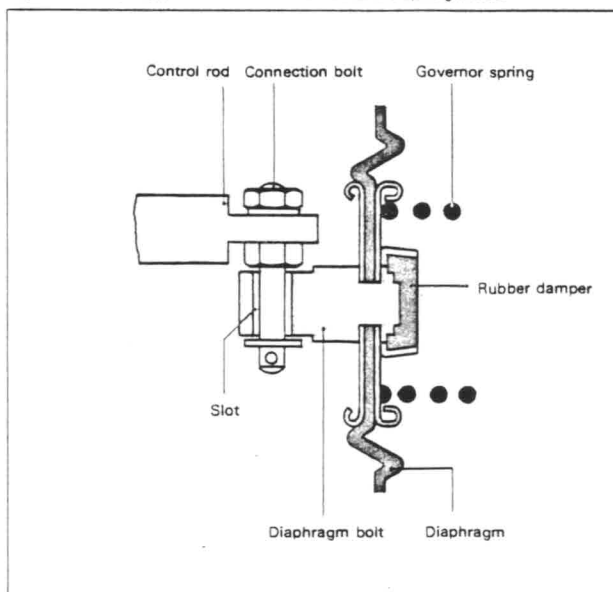 Control rod Connection bolt Governor spring
Rubber damper
Slot
Diaphragm bolt Diaphragm